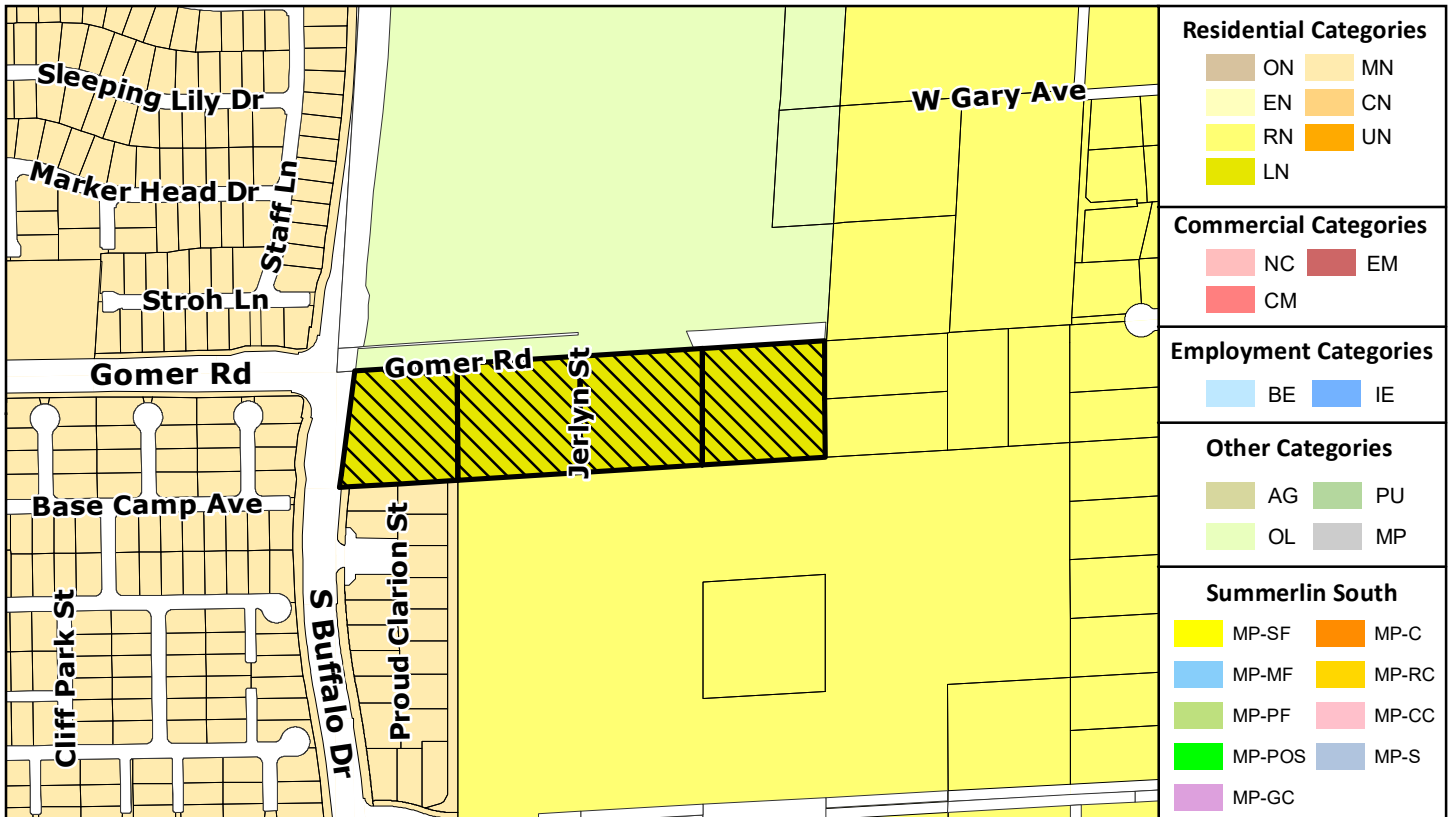 Sleeping Lily Dr
Marker Head Dr
Staff Ln
Stroh Ln
Gomer Rd
Gomer Rd
Jerlyn St
W Gary Ave
Base Camp Ave
Cliff Park St
S Buffalo Dr
Proud Clarion St
Residential Categories
ON MN
EN CN
RN UN
LN
Commercial Categories
NC EM
CM
Employment Categories
BE IE
Other Categories
AG PU
OL MP
Summerlin South
MP-SF MP-C
MP-MF MP-RC
MP-PF MP-CC
MP-POS MP-S
MP-GC